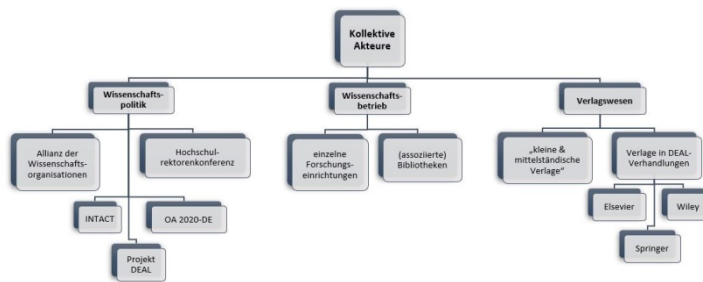 Kollektive
Akteure
Wissenschafts-
politik
Wissenschafts-
betrieb
Verlagswesen
Allianz der
Wissenschafts-
organisationen
Hochschul-
rektorenkonferenz
einzelne
Forschungs-
einrichtungen
(assoziierte)
Bibliotheken
„kleine &
mittelständische
Verlage“
Verlage in DEAL-
Verhandlungen
INTACT
OA 2020-DE
Elsevier
Wiley
Projekt
DEAL
Springer